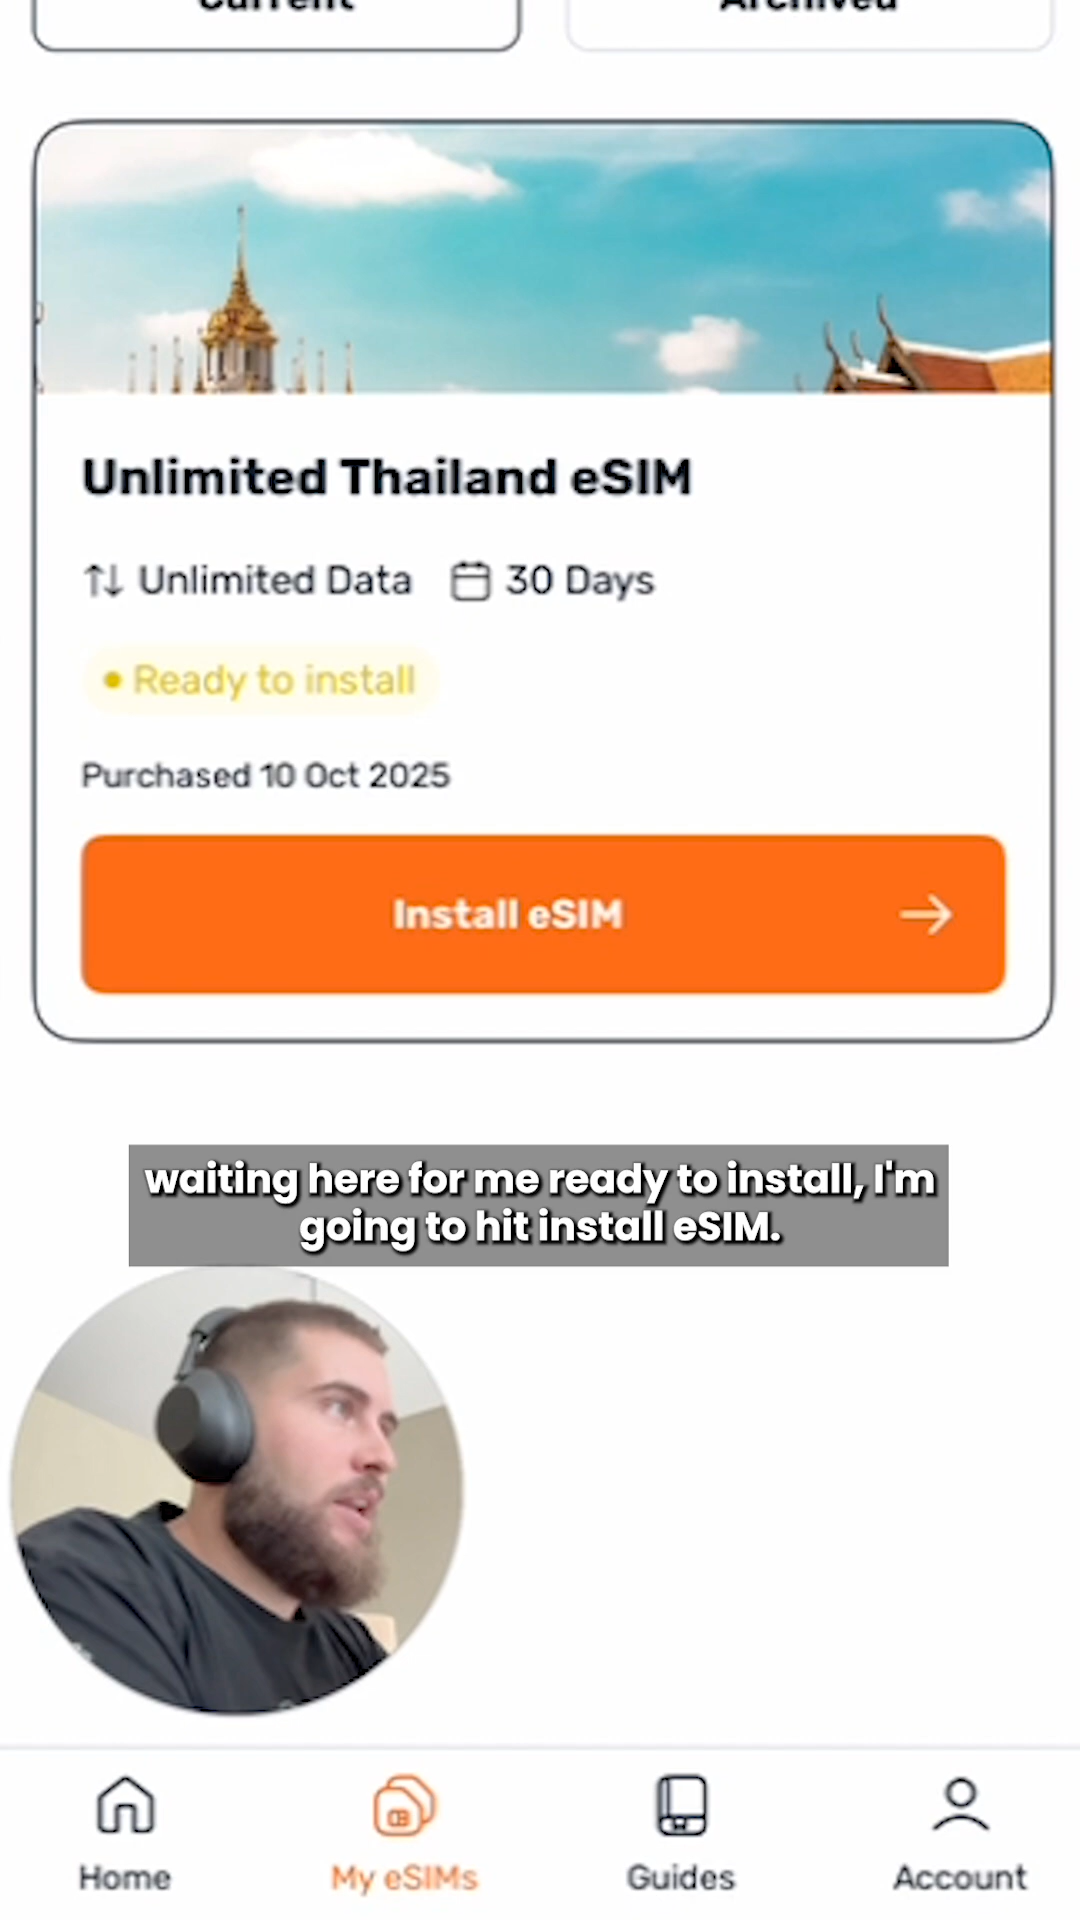 Current
Archived
Unlimited Thailand eSIM
Unlimited Data 30 Days
Ready to install
Purchased 10 Oct 2025
Install eSIM
waiting here for me ready to install, I'm
going to hit install eSIM.
Home My eSIMs Guides Account